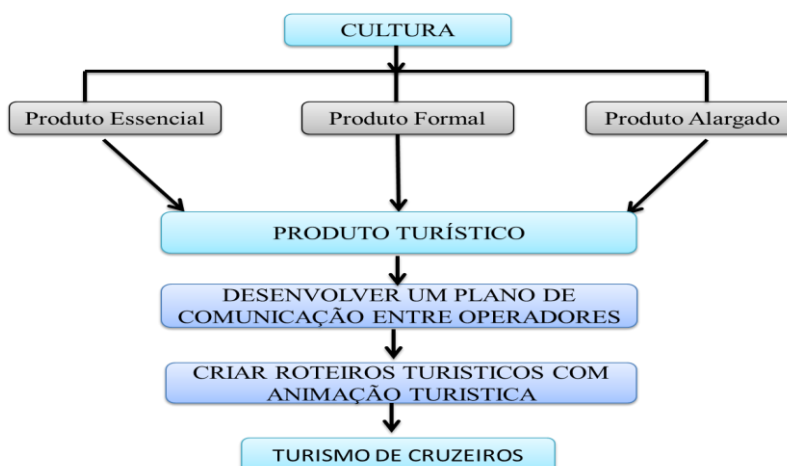 CULTURA
Produto Essencial
Produto Formal
Produto Alargado
PRODUTO TURÍSTICO
DESENVOLVER UM PLANO DE
COMUNICAÇÃO ENTRE OPERADORES
CRIAR ROTEIROS TURISTICOS COM
ANIMAÇÃO TURISTICA
TURISMO DE CRUZEIROS